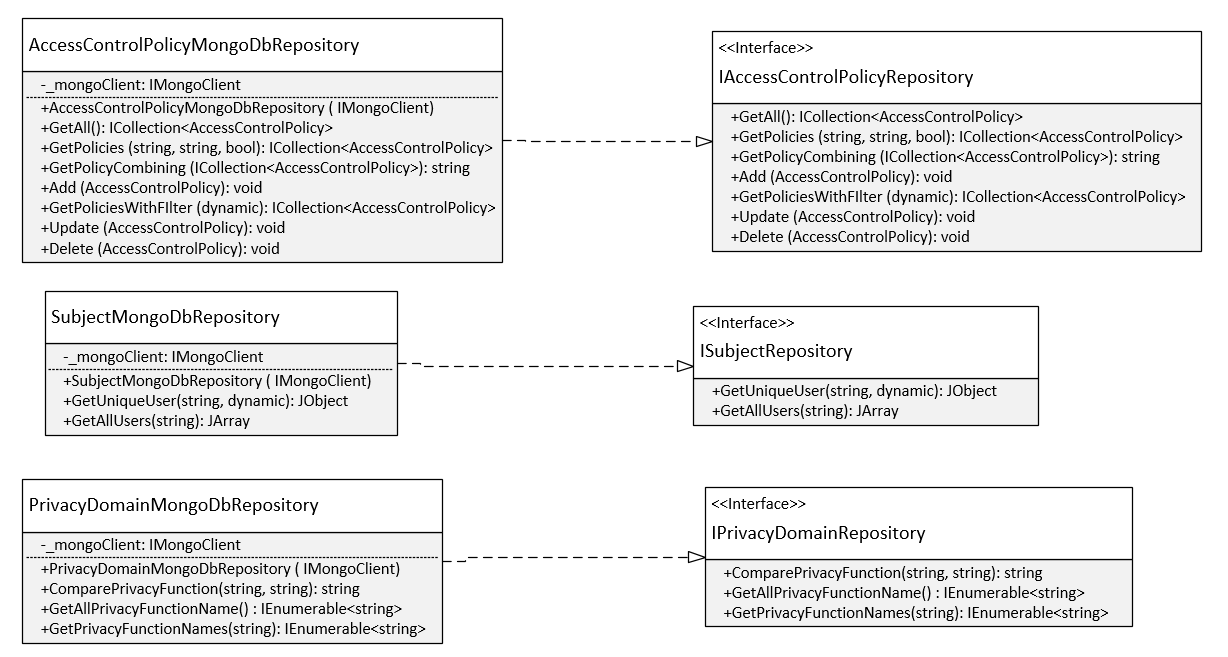 AccessControlPolicyMongoDbRepository
-_mongoClient: IMongoClient
+AccessControlPolicyMongoDbRepository ( IMongoClient)
+GetAll(): ICollection<AccessControlPolicy>
+GetPolicies (string, string, bool): ICollection<AccessControlPolicy>
+GetPolicyCombining (ICollection<AccessControlPolicy>): string
+Add (AccessControlPolicy): void
+GetPoliciesWithFIlter (dynamic): ICollection<AccessControlPolicy>
+Update (AccessControlPolicy): void
+Delete (AccessControlPolicy): void
<<Interface>>
IAccessControlPolicyRepository
+GetAll(): ICollection<AccessControlPolicy>
+GetPolicies (string, string, bool): ICollection<AccessControlPolicy>
+GetPolicyCombining (ICollection<AccessControlPolicy>): string
+Add (AccessControlPolicy): void
+GetPoliciesWithFIlter (dynamic): ICollection<AccessControlPolicy>
+Update (AccessControlPolicy): void
+Delete (AccessControlPolicy): void
SubjectMongoDbRepository
-_mongoClient: IMongoClient
+SubjectMongoDbRepository ( IMongoClient)
+GetUniqueUser(string, dynamic): JObject
+GetAllUsers(string): JArray
<<Interface>>
ISubjectRepository
+GetUniqueUser(string, dynamic): JObject
+GetAllUsers(string): JArray
PrivacyDomainMongoDbRepository
-_mongoClient: IMongoClient
+PrivacyDomainMongoDbRepository ( IMongoClient)
+ComparePrivacyFunction(string, string): string
+GetAllPrivacyFunctionName() : IEnumerable<string>
+GetPrivacyFunctionNames(string): IEnumerable<string>
<<Interface>>
IPrivacyDomainRepository
+ComparePrivacyFunction(string, string): string
+GetAllPrivacyFunctionName() : IEnumerable<string>
+GetPrivacyFunctionNames(string): IEnumerable<string>